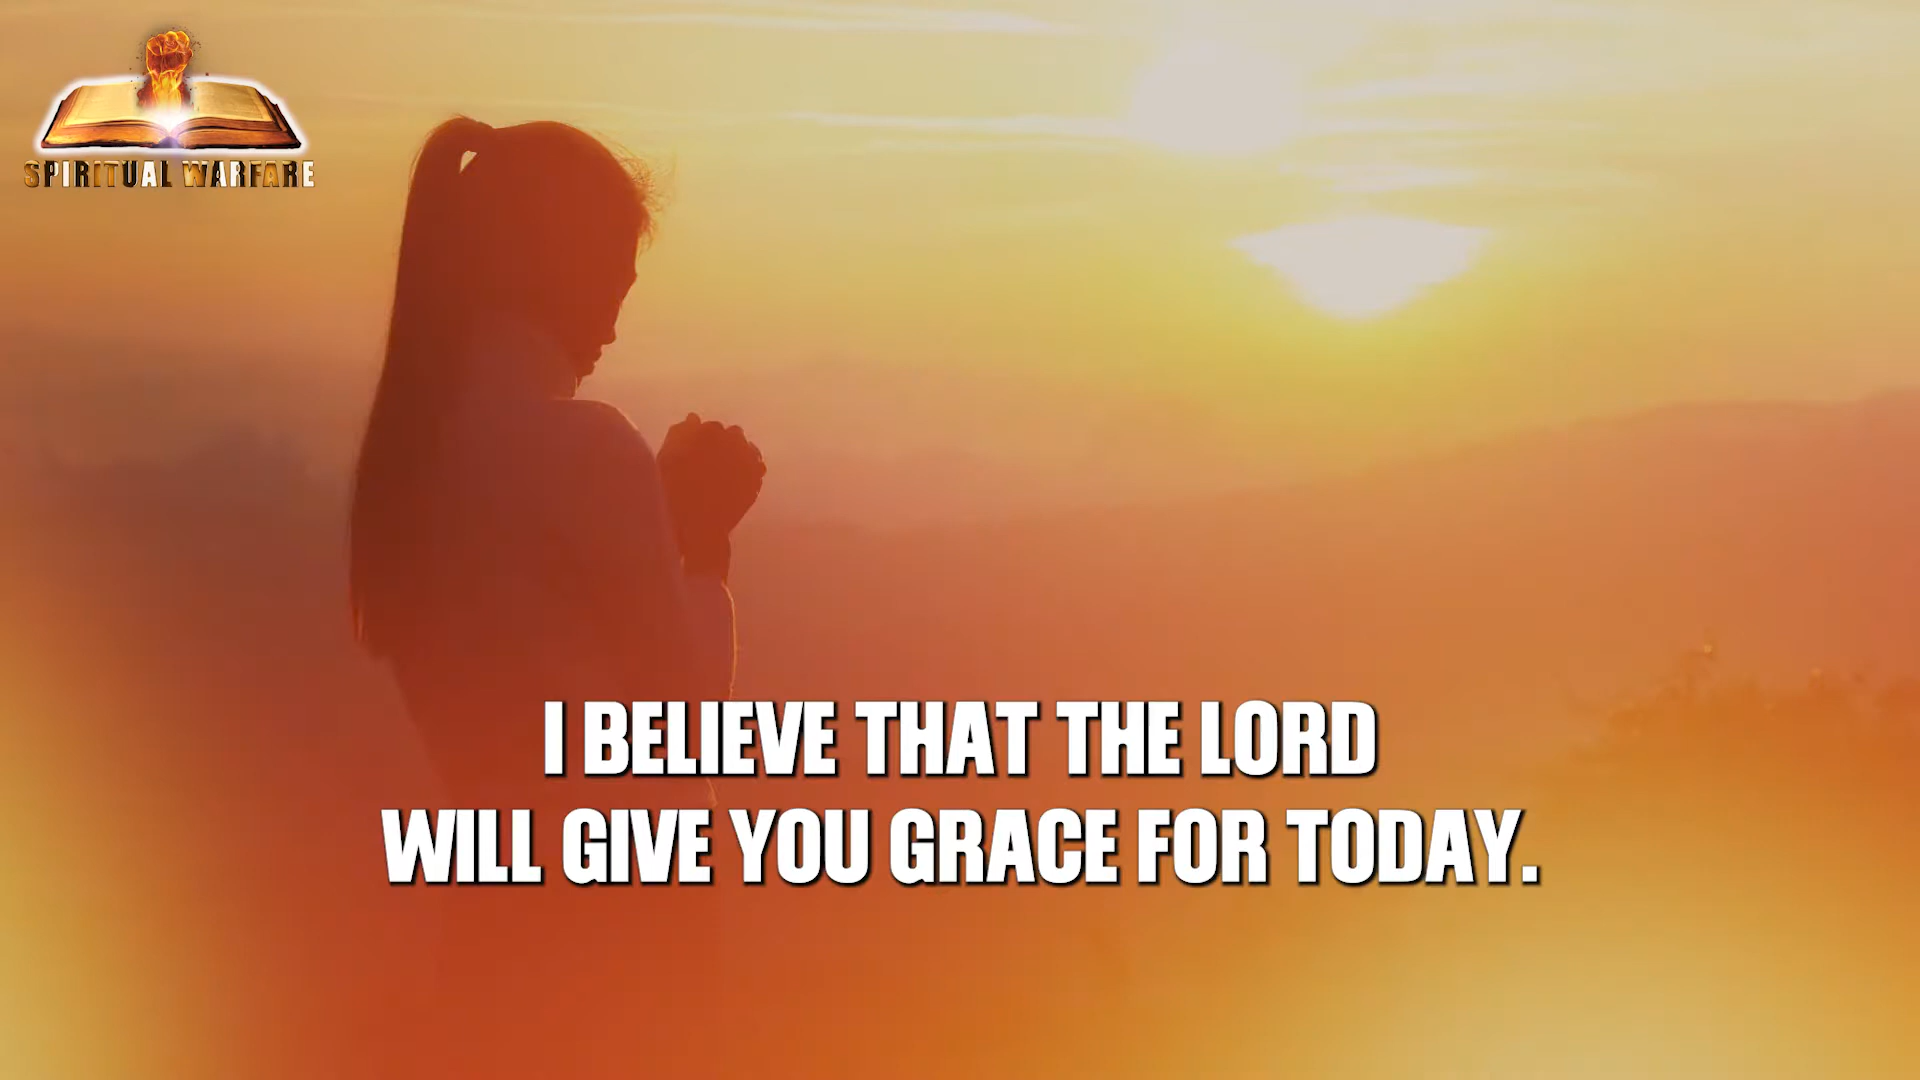 SPIRITUAL WARFARE
I BELIEVE THAT THE LORD
WILL GIVE YOU GRACE FOR TODAY.